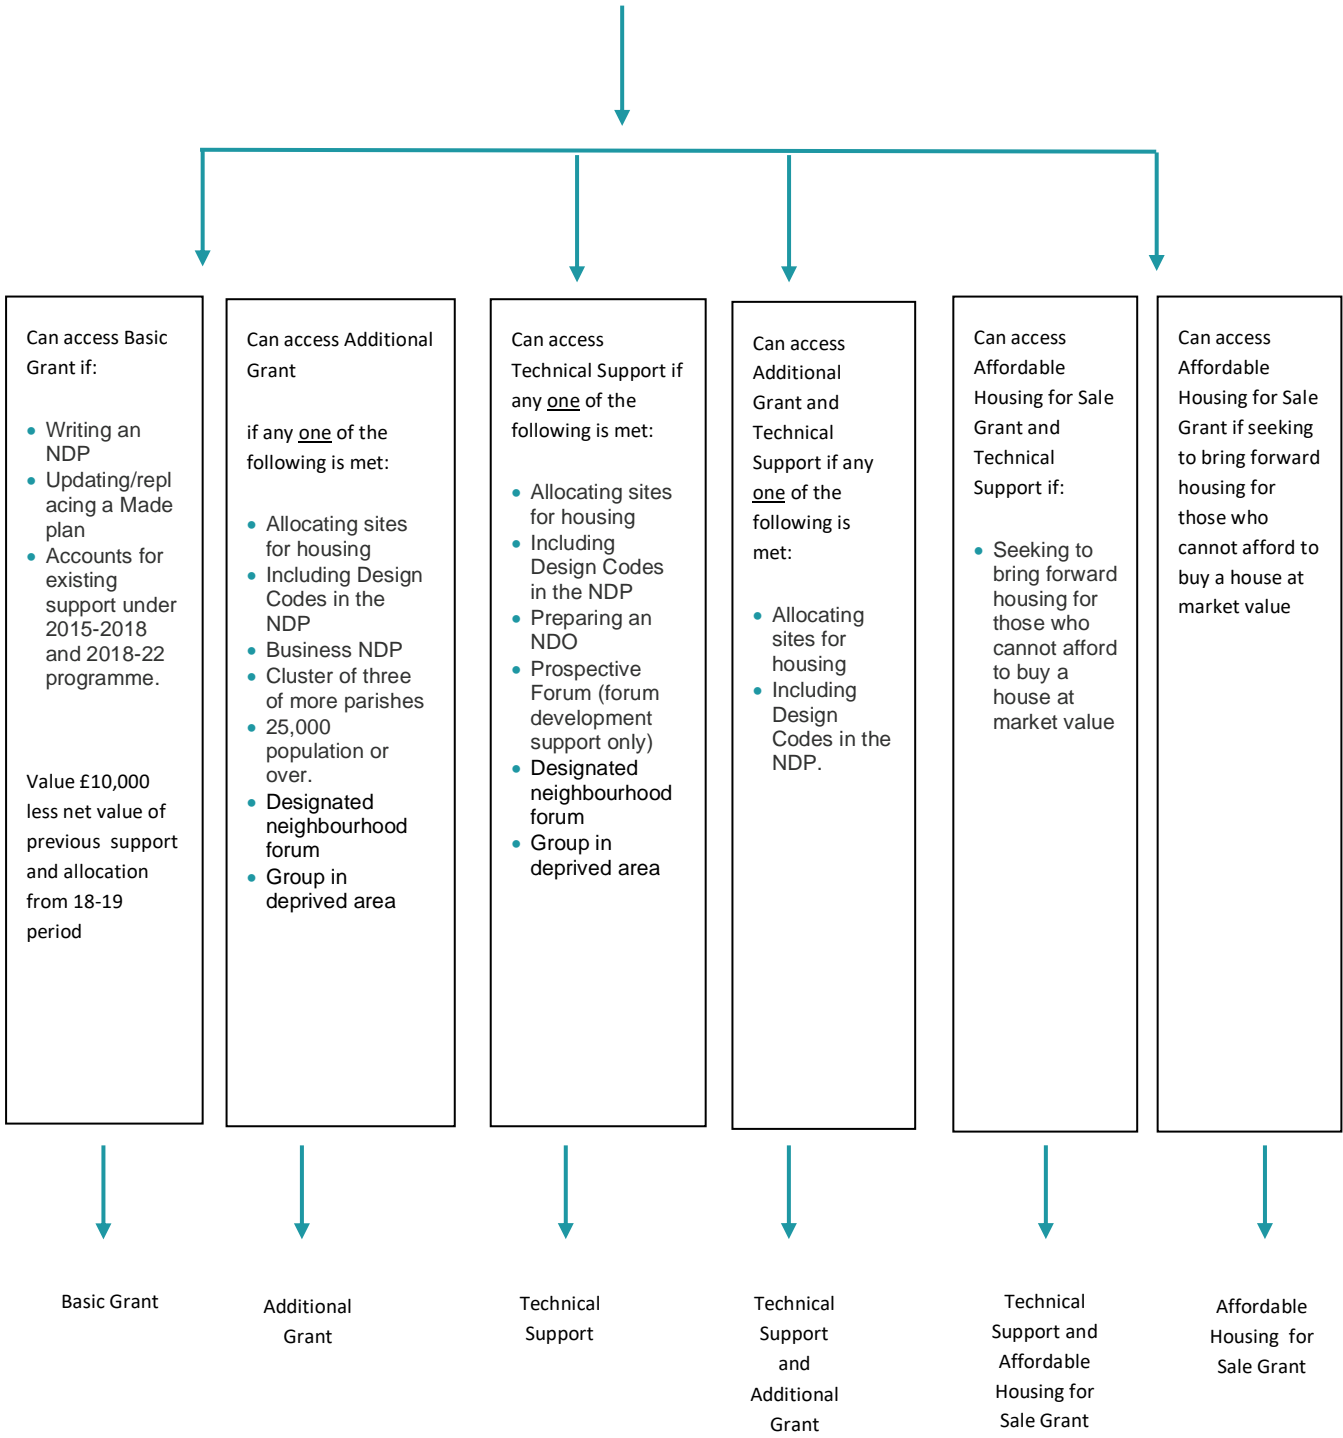 Can access Basic
Grant if:
Writing an
NDP
Updating/repl
acing a Made
plan
Accounts for
existing
support under
2015-2018
and 2018-22
programme.
Value £10,000
less net value of
previous support
and allocation
from 18-19
period
Can access Additional
Grant
if any one of the
following is met:
Allocating sites
for housing
Including Design
Codes in the
NDP
Business NDP
Cluster of three
of more parishes
25,000
population or
over.
Designated
neighbourhood
forum
Group in
deprived area
Can access
Technical Support if
any one of the
following is met:
Allocating sites
for housing
Including
Design Codes
in the NDP
Preparing an
NDO
Prospective
Forum (forum
development
support only)
Designated
neighbourhood
forum
Group in
deprived area
Can access
Additional
Grant and
Technical
Support if any
one of the
following is
met:
Allocating
sites for
housing
Including
Design
Codes in the
NDP.
Can access
Affordable
Housing for Sale
Grant and
Technical
Support if:
Seeking to
bring forward
housing for
those who
cannot afford
to buy a
house at
market value
Can access
Affordable
Housing for Sale
Grant if seeking
to bring forward
housing for
those who
cannot afford to
buy a house at
market value
Basic Grant
Additional
Grant
Technical
Support
Technical
Support
and
Additional
Grant
Technical
Support and
Affordable
Housing for
Sale Grant
Affordable
Housing for
Sale Grant